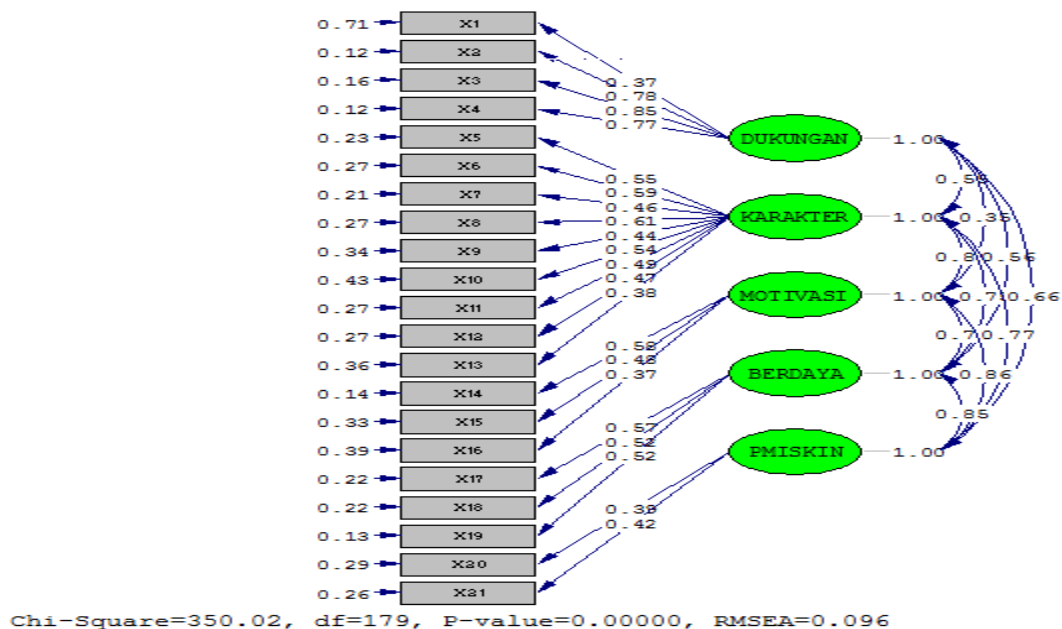 0.71 X1
0.12 X2
0.16 X3
0.12 X4
0.23 X5
0.27 X6
0.21 X7
0.27 X8
0.34 X9
0.43 X10
0.27 X11
0.27 X12
0.36 X13
0.14 X14
0.33 X15
0.39 X16
0.22 X17
0.22 X18
0.13 X19
0.29 X20
0.26 X21
0.37
0.78
0.85
0.77
0.55
0.59
0.46
0.61
0.44
0.54
0.49
0.47
0.38
0.58
0.48
0.37
0.57
0.52
0.52
0.42
DUKUNGAN 1.00
KARAKTER 1.00 0.35
0.56
MOTIVASI 1.00 0.66
0.77
BERDAYA 1.00 0.86
0.85
PMISKIN 1.00
Chi-Square=350.02, df=179, P-value=0.00000, RMSEA=0.096